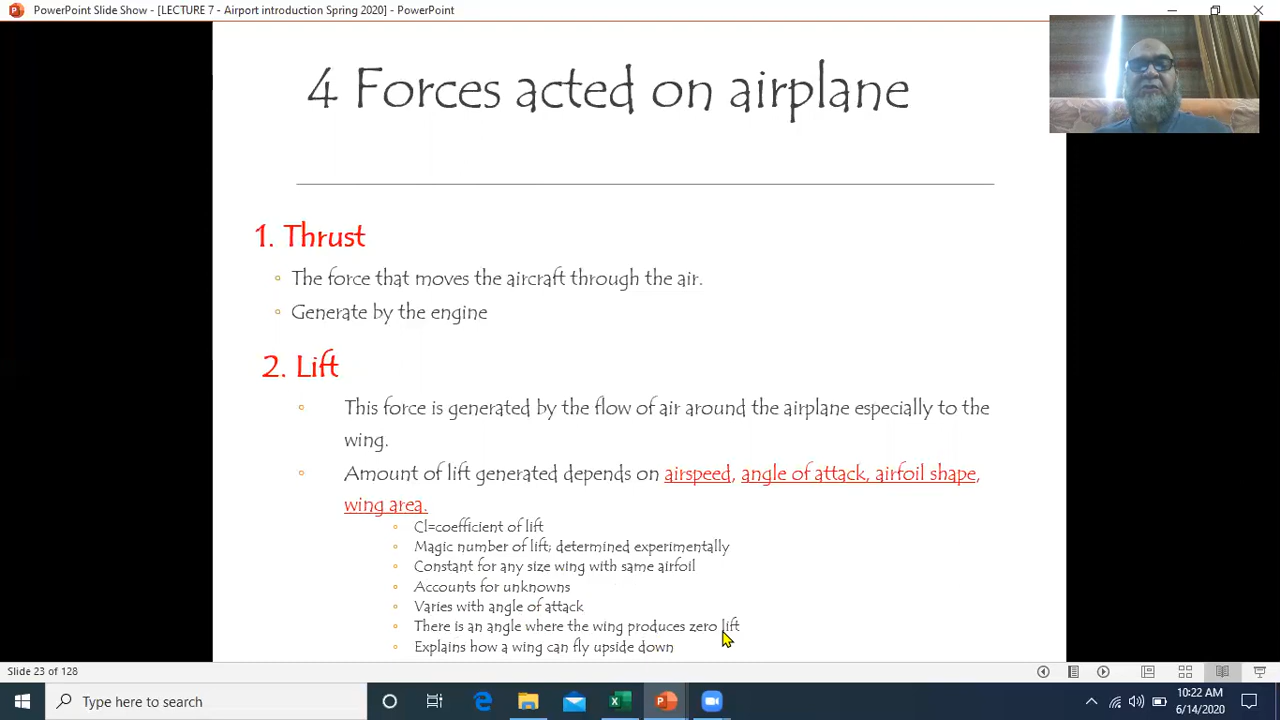 PowerPoint Slide Show - [LECTURE 7 - Airport introduction Spring 2020] - PowerPoint
4 Forces acted on airplane
1. Thrust
The force that moves the aircraft through the air.
Generate by the engine
2. Lift
This force is generated by the flow of air around the airplane especially to the
wing.
Amount of lift generated depends on airspeed, angle of attack, airfoil shape,
wing area.
Cl=coefficient of lift
Magic number of lift; determined experimentally
Constant for any size wing with same airfoil
Accounts for unknowns
Varies with angle of attack
There is an angle where the wing produces zero lift
Explains how a wing can fly upside down
Slide 23 of 128
Type here to search
10:22 AM
6/14/2020